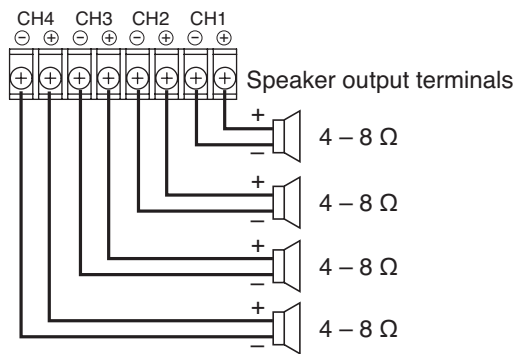 CH4 CH3 CH2 CH1
⊖ ⊕ ⊖ ⊕ ⊖ ⊕ ⊖ ⊕
Speaker output terminals
+
4 – 8 Ω
–
+
4 – 8 Ω
–
+
4 – 8 Ω
–
+
4 – 8 Ω
–